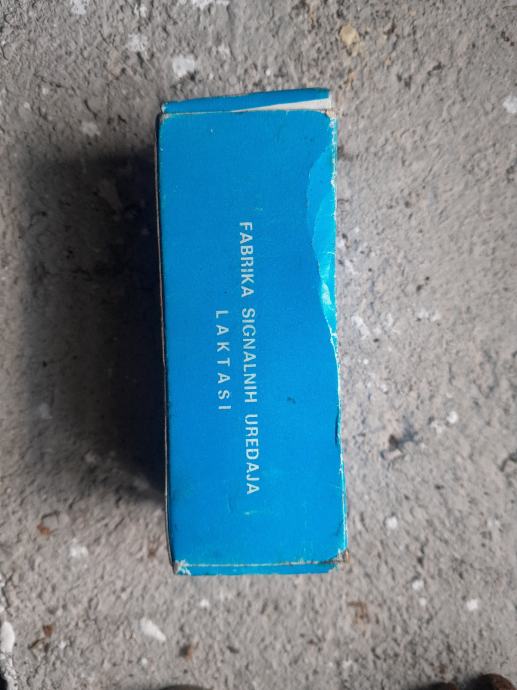 FABRIKA SIGNALNIH UREDAJA
LAKTASI